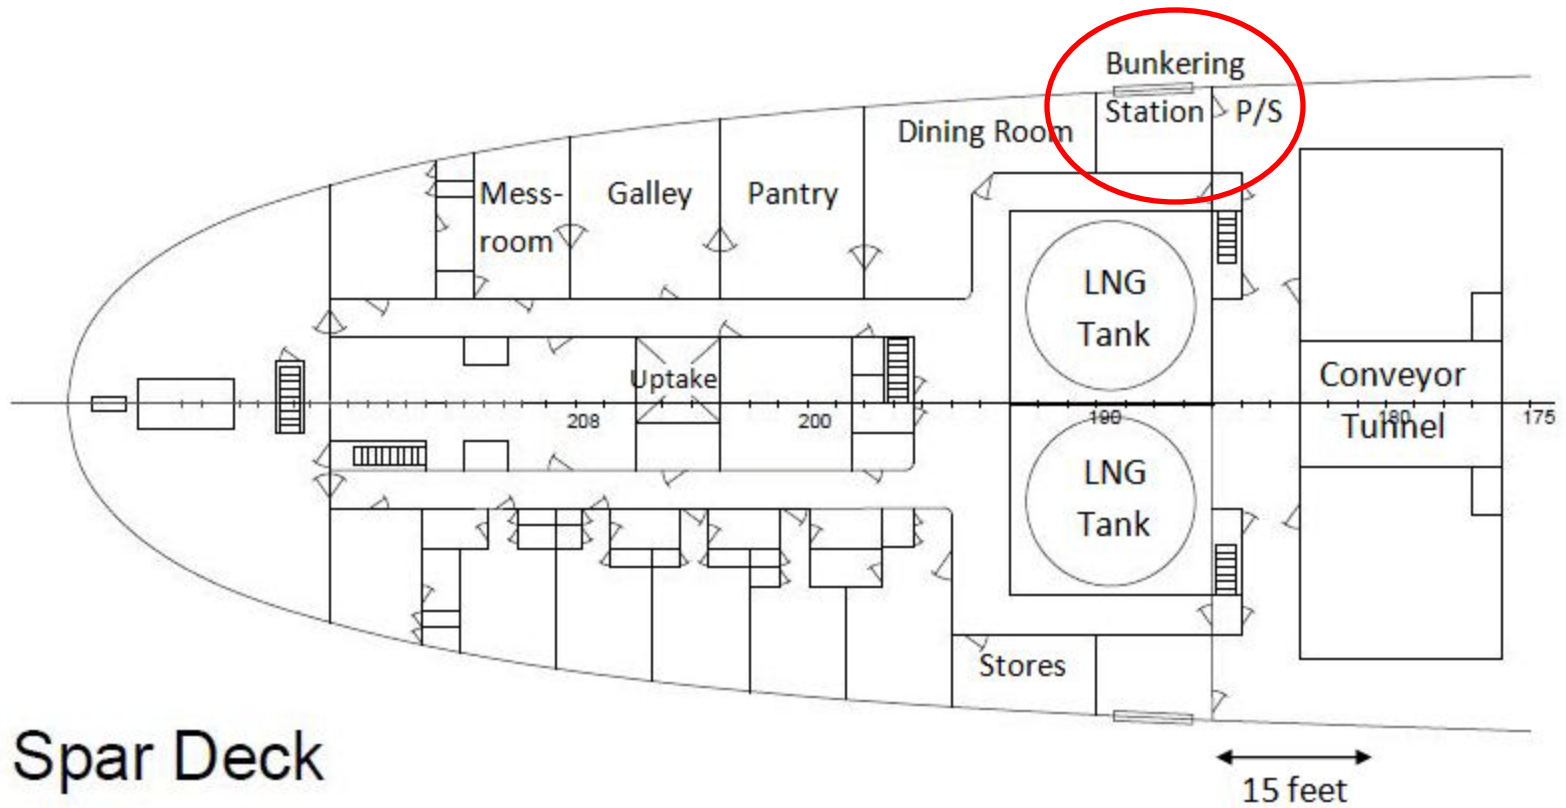 Bunkering
Station P/S
Dining Room
Mess-
room
Galley
Pantry
LNG
Tank
Uptake
Conveyor
Tunnel
208
200
190
180
175
LNG
Tank
Stores
Spar Deck
15 feet